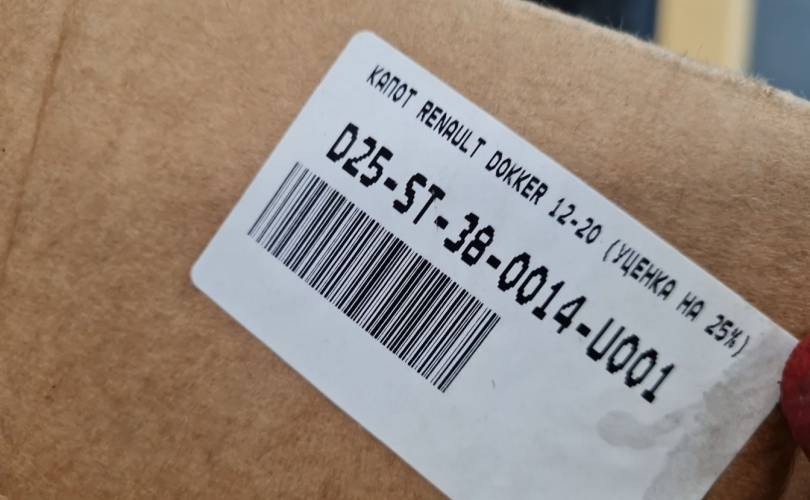 КАПОТ RENAULT DOKKER 12-20 (УЦЕНКА НА 25%)
D25-ST-38-0014-U001